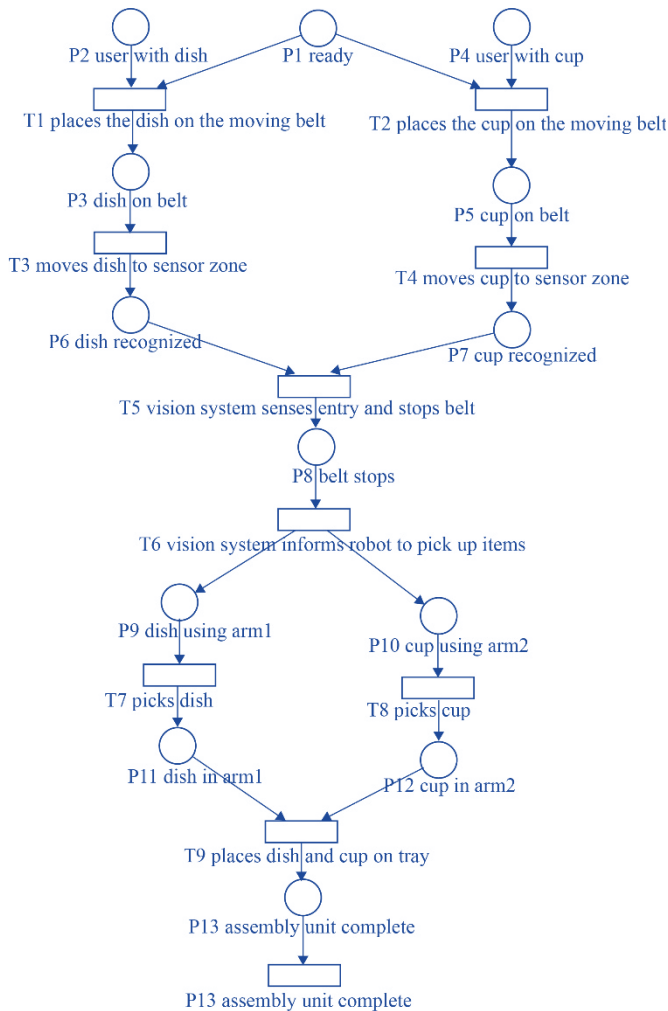 P2 user with dish
P1 ready
P4 user with cup
T1 places the dish on the moving belt
T2 places the cup on the moving belt
P3 dish on belt
P5 cup on belt
T3 moves dish to sensor zone
T4 moves cup to sensor zone
P6 dish recognized
P7 cup recognized
T5 vision system senses entry and stops belt
P8 belt stops
T6 vision system informs robot to pick up items
P9 dish using arm1
P10 cup using arm2
T7 picks dish
T8 picks cup
P11 dish in arm1
P12 cup in arm2
T9 places dish and cup on tray
P13 assembly unit complete
P13 assembly unit complete